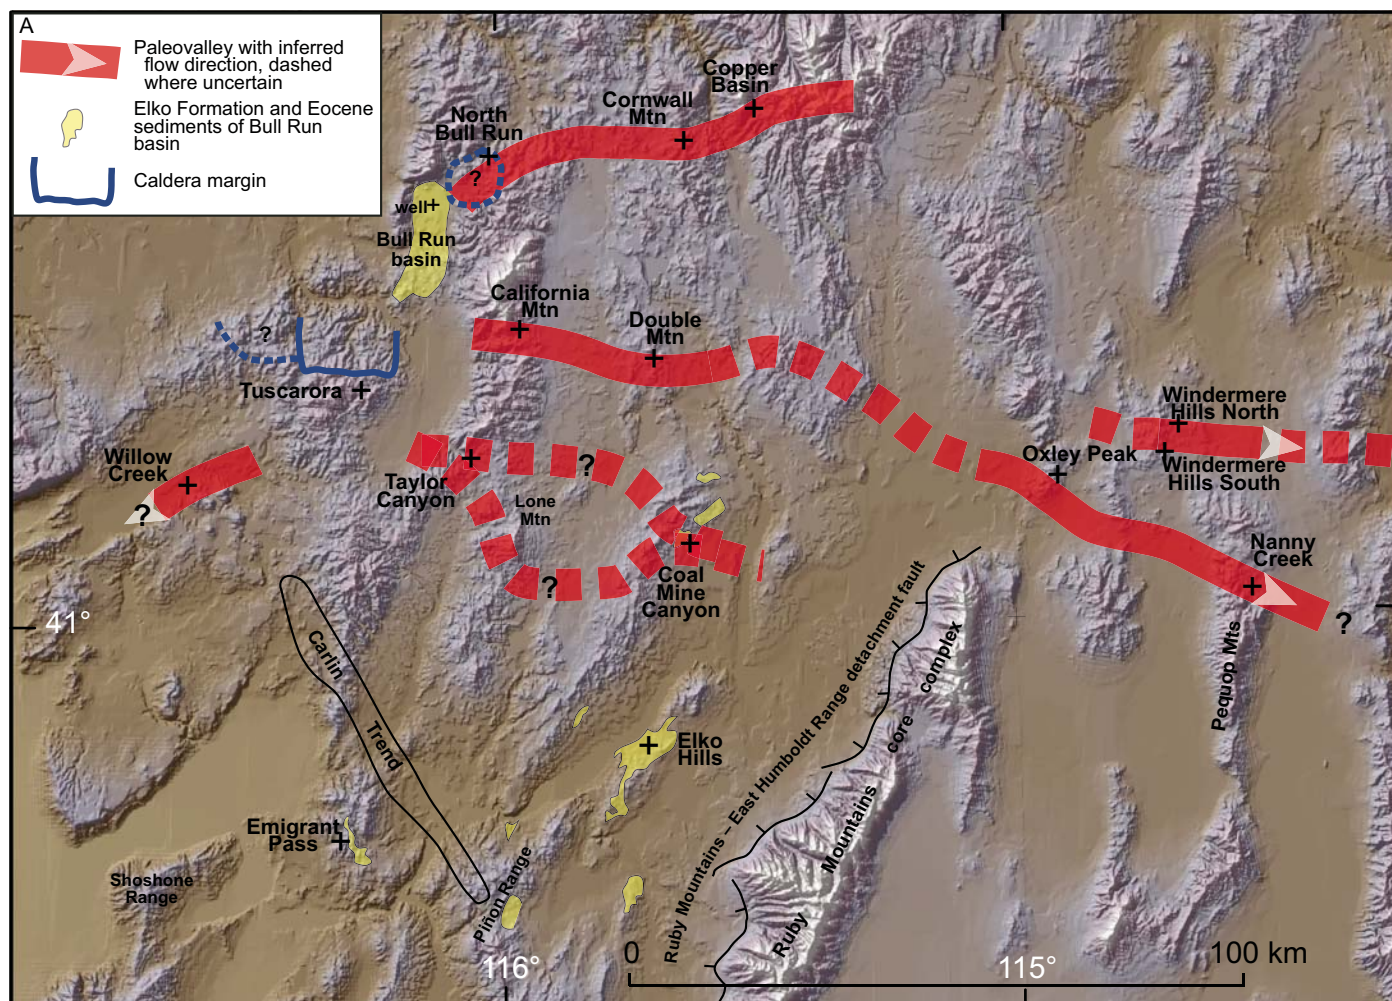 A
Paleovalley with inferred
flow direction, dashed
where uncertain
Elko Formation and Eocene
sediments of Bull Run
basin
Caldera margin
Copper
Basin
Cornwall
Mtn
North
Bull Run
?
well
Bull Run
basin
California
Mtn
Double
Mtn
?
Tuscarora
Windermere
Hills North
Oxley Peak
Windermere
Hills South
Willow
Creek
?
Taylor
Canyon
?
Lone
Mtn
?
Coal
Mine
Canyon
Nanny
Creek
?
41°
Carlin
Trend
Ruby Mountains – East Humboldt Range detachment fault
Ruby Mountains core complex
Pequop Mts
Elko
Hills
Emigrant
Pass
Shoshone
Range
Piñon Range
0
100 km
116°
115°